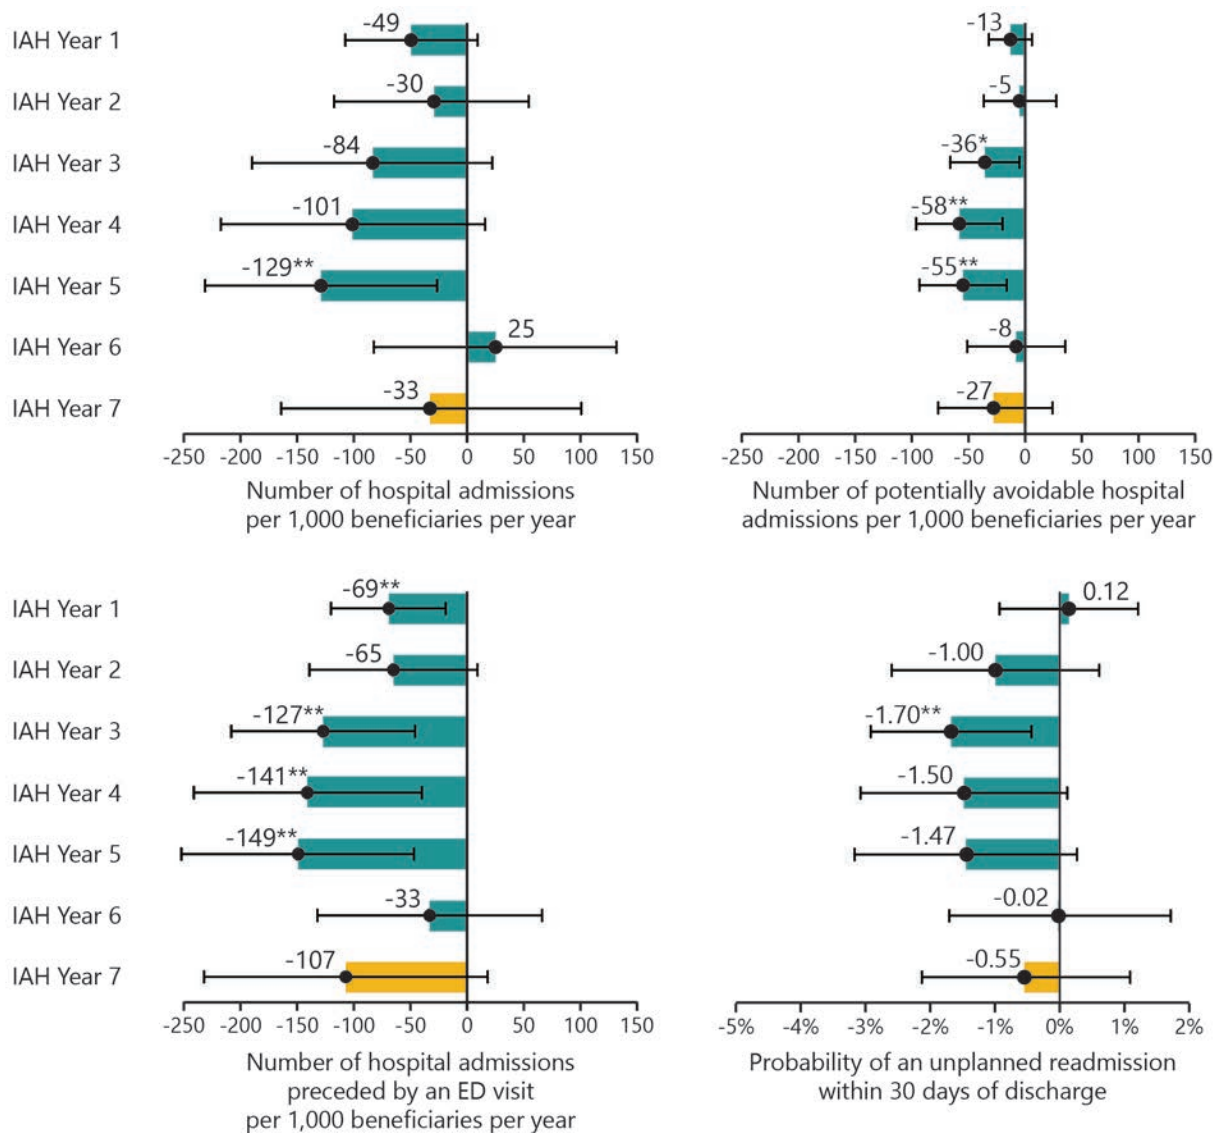 IAH Year 1
-49
-13
IAH Year 2
-30
-5
IAH Year 3
-84
-36*
IAH Year 4
-101
-58**
IAH Year 5
-129**
-55**
IAH Year 6
25
-8
IAH Year 7
-33
-27
-250 -200 -150 -100 -50 0 50 100 150
-250 -200 -150 -100 -50 0 50 100 150
Number of hospital admissions
per 1,000 beneficiaries per year
Number of potentially avoidable hospital
admissions per 1,000 beneficiaries per year
IAH Year 1
-69**
0.12
IAH Year 2
-65
-1.00
IAH Year 3
-127**
-1.70**
IAH Year 4
-141**
-1.50
IAH Year 5
-149**
-1.47
IAH Year 6
-33
-0.02
IAH Year 7
-107
-0.55
-250 -200 -150 -100 -50 0 50 100 150
-5% -4% -3% -2% -1% 0% 1% 2%
Number of hospital admissions
preceded by an ED visit
per 1,000 beneficiaries per year
Probability of an unplanned readmission
within 30 days of discharge